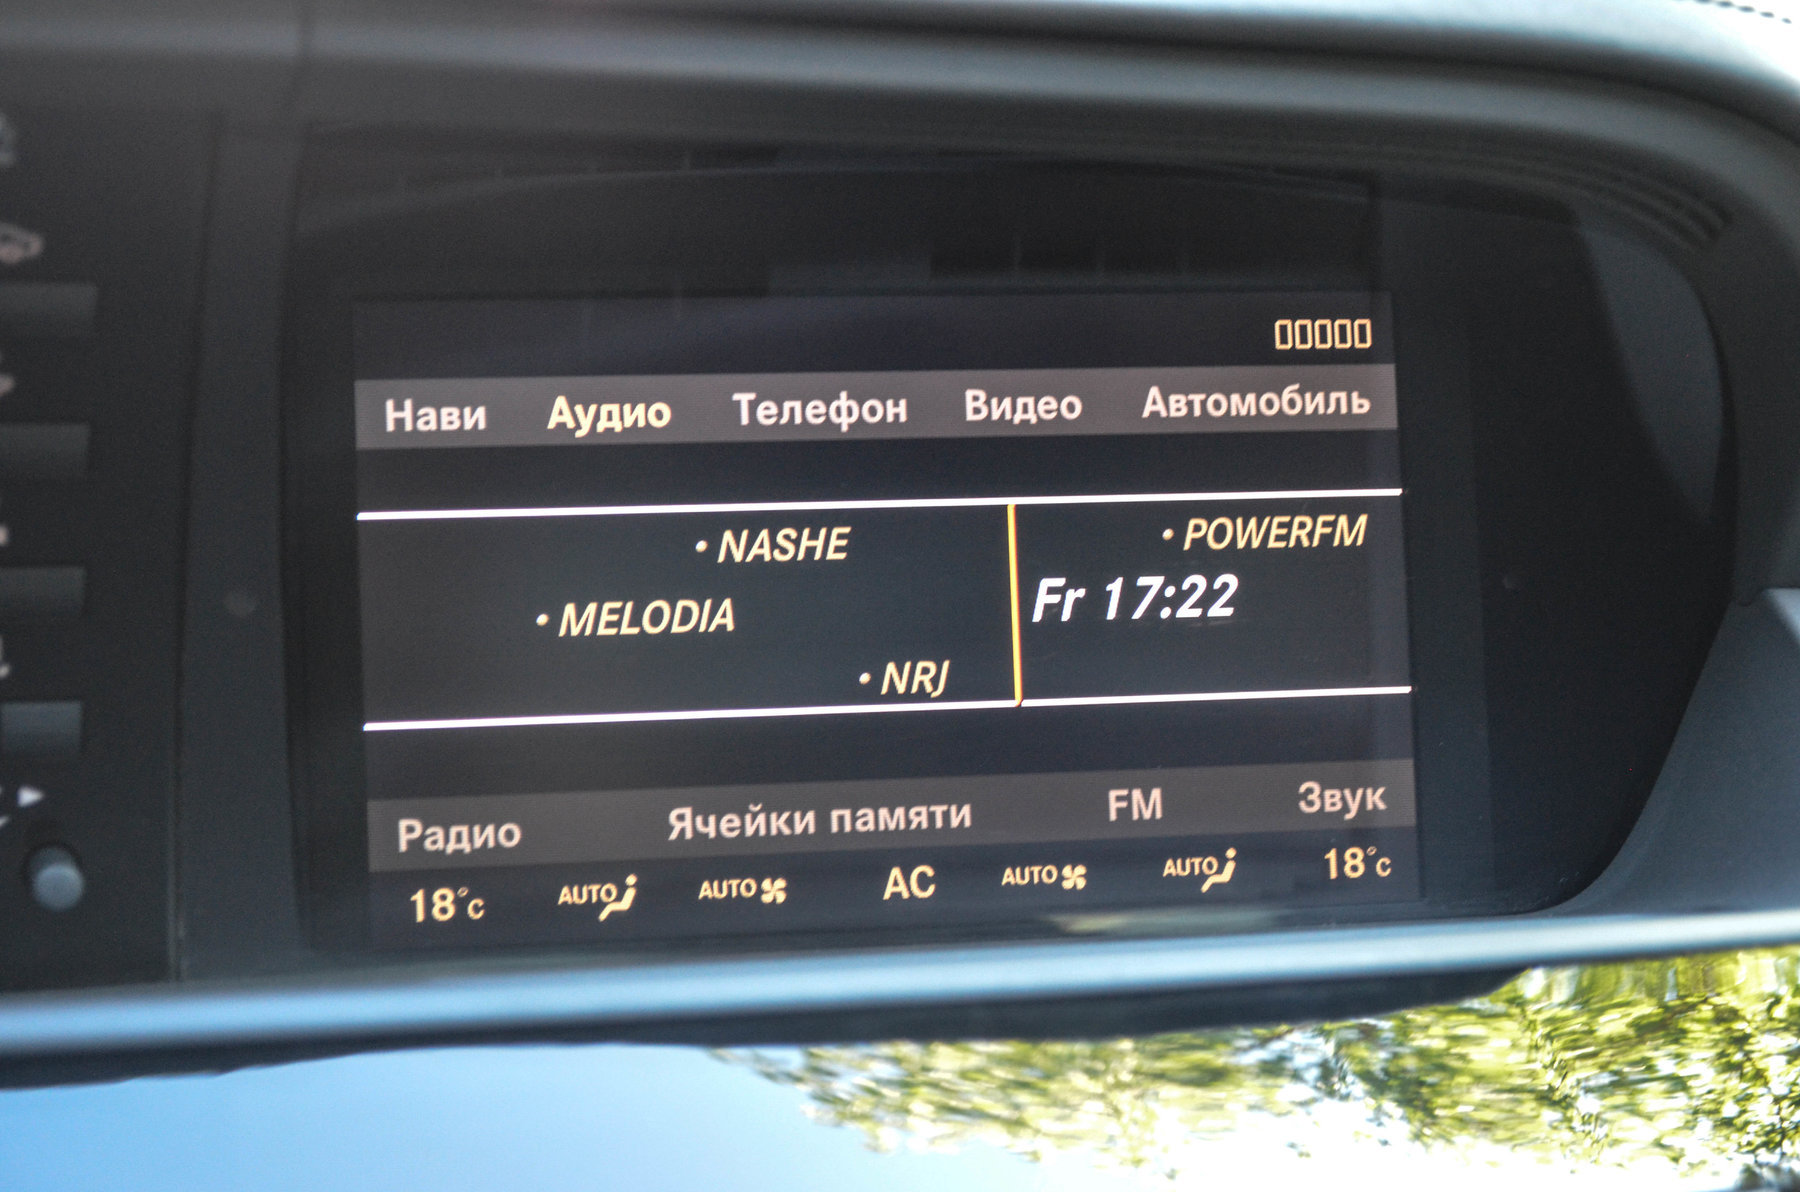 00000
Нави Аудио Телефон Видео Автомобиль
• NASHE • POWERFM
• MELODIA Fr 17:22
• NRJ
Радио Ячейки памяти FM Звук
18°C AUTO AUTO AC AUTO AUTO 18°C